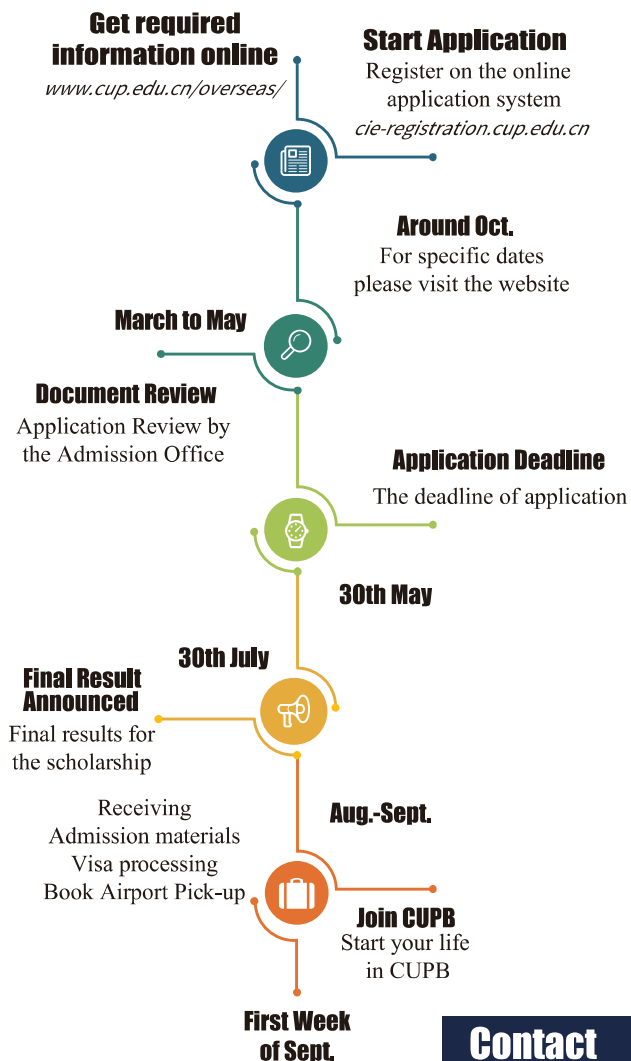 Get required
information online
www.cup.edu.cn/overseas/
Start Application
Register on the online
application system
cie-registration.cup.edu.cn
Around Oct.
For specific dates
please visit the website
March to May
Document Review
Application Review by
the Admission Office
Application Deadline
The deadline of application
30th May
30th July
Final Result
Announced
Final results for
the scholarship
Aug.-Sept.
Receiving
Admission materials
Visa processing
Book Airport Pick-up
Join CUPB
Start your life
in CUPB
First Week
of Sept.
Contact